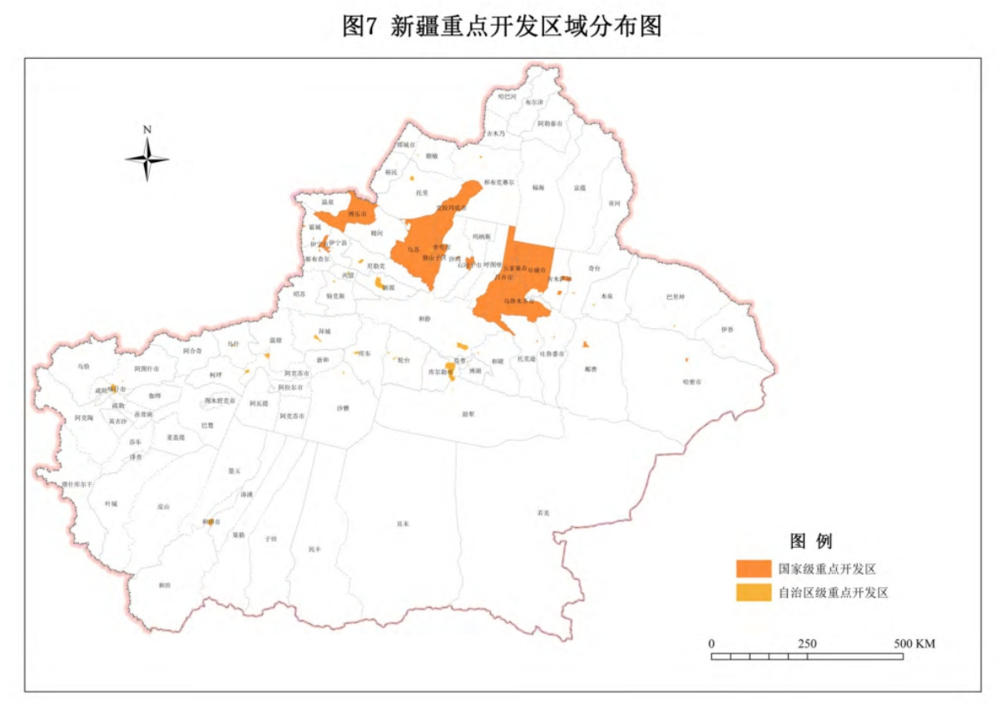 图7 新疆重点开发区域分布图
N
哈巴河
布尔津
阿勒泰市
吉木乃
塔城市
额敏
裕民
和布克赛尔
福海
富蕴
青河
托里
克拉玛依市
温泉
博乐市
精河
霍城
伊宁市
伊宁县
察布查尔
尼勒克
巩留
新源
昭苏
特克斯
乌苏
奎屯市
独山子区
沙湾
石河子市
玛纳斯
呼图壁
五家渠市
阜康市
昌吉市
乌鲁木齐市
吉木萨尔
奇台
木垒
巴里坤
伊吾
和静
拜城
温宿
乌什
阿合奇
乌恰
阿图什市
柯坪
新和
库车
轮台
库尔勒市
焉耆
博湖
和硕
托克逊
吐鲁番市
鄯善
哈密市
阿克苏市
阿拉尔市
阿克苏市
阿瓦提
沙雅
尉犁
疏附
喀什市
疏勒
伽师
图木舒克市
阿克陶
英吉沙
岳普湖
巴楚
莎车
麦盖提
泽普
塔什库尔干
叶城
皮山
墨玉
洛浦
和田市
策勒
于田
民丰
且末
若羌
和田
图 例
国家级重点开发区
自治区级重点开发区
0 250 500 KM